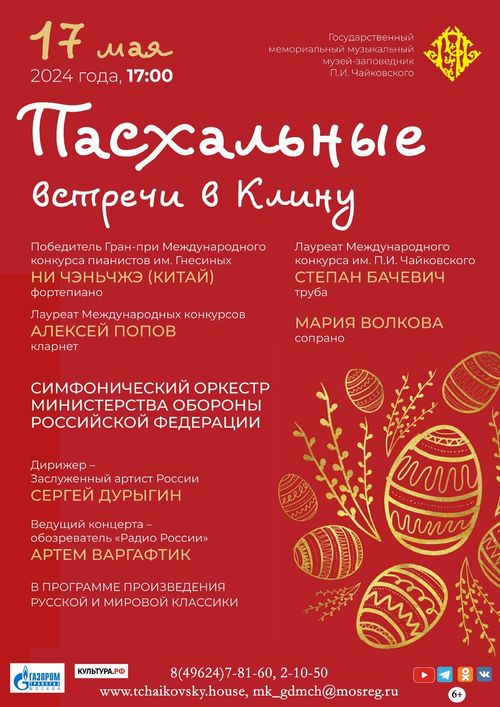 17 мая
2024 года, 17:00
Государственный
мемориальный музыкальный
музей-заповедник
П.И. Чайковского
Пасхальные
встречи в Клину
Победитель Гран-при Международного
конкурса пианистов им. Гнесиных
НИ ЧЭНЬЧЖЭ (КИТАЙ)
фортепиано
Лауреат Международных конкурсов
АЛЕКСЕЙ ПОПОВ
кларнет
Лауреат Международного
конкурса им. П.И. Чайковского
СТЕПАН БАЧЕВИЧ
труба
МАРИЯ ВОЛКОВА
сопрано
СИМФОНИЧЕСКИЙ ОРКЕСТР
МИНИСТЕРСТВА ОБОРОНЫ
РОССИЙСКОЙ ФЕДЕРАЦИИ
Дирижер –
Заслуженный артист России
СЕРГЕЙ ДУРЫГИН
Ведущий концерта –
обозреватель «Радио России»
АРТЕМ ВАРГАФТИК
В ПРОГРАММЕ ПРОИЗВЕДЕНИЯ
РУССКОЙ И МИРОВОЙ КЛАССИКИ
ГАЗПРОМ
ТРАНСГАЗ
МОСКВА
КУЛЬТУРА.РФ
8(49624)7-81-60, 2-10-50
www.tchaikovsky.house, mk_gdmch@mosreg.ru
6+